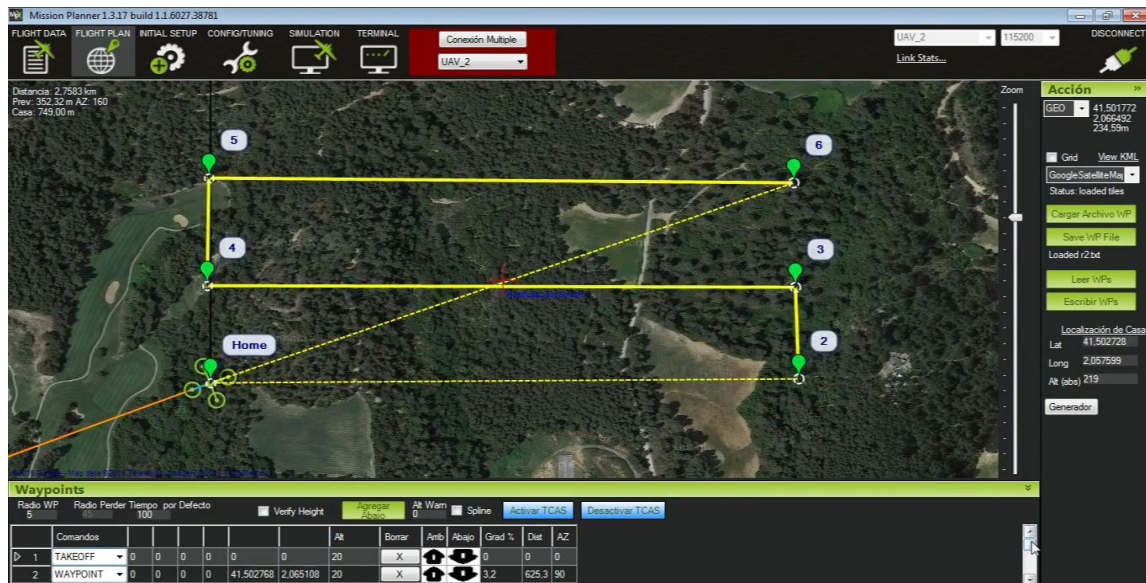 Mission Planner 1.3.17 build 1.1.6027.38781
FLIGHT DATA FLIGHT PLAN INITIAL SETUP CONFIG/TUNING SIMULATION TERMINAL
Conexión Multiple
UAV_2
UAV_2 115200
Link Stats...
DISCONNECT
Distancia: 2,7583 km
Prev: 352,32 m AZ: 160
Casa: 749,00 m
Zoom
5
6
4
3
Home
2
Acción »
GEO 41,501772
2,066492
234,59m
Grid View KML
GoogleSatelliteMap
Status: loaded tiles
Cargar Archivo WP
Save WP File
Loaded r2.txt
Leer WPs
Escribir WPs
Localización de Casa
Lat 41,502728
Long 2,057599
Alt (abs) 219
Generador
Waypoints
Radio WP Radio Perder Tiempo por Defecto
5 45 100
Verify Height
Agregar Abajo
Alt Warn
0
Spline
Activar TCAS
Desactivar TCAS
Comandos Alt Borrar Arrib Abajo Grad % Dist AZ
1 TAKEOFF 0 0 0 0 0 0 20 X 0 0 0
2 WAYPOINT 0 0 0 0 41,502768 2,065108 20 X 3,2 625,3 90